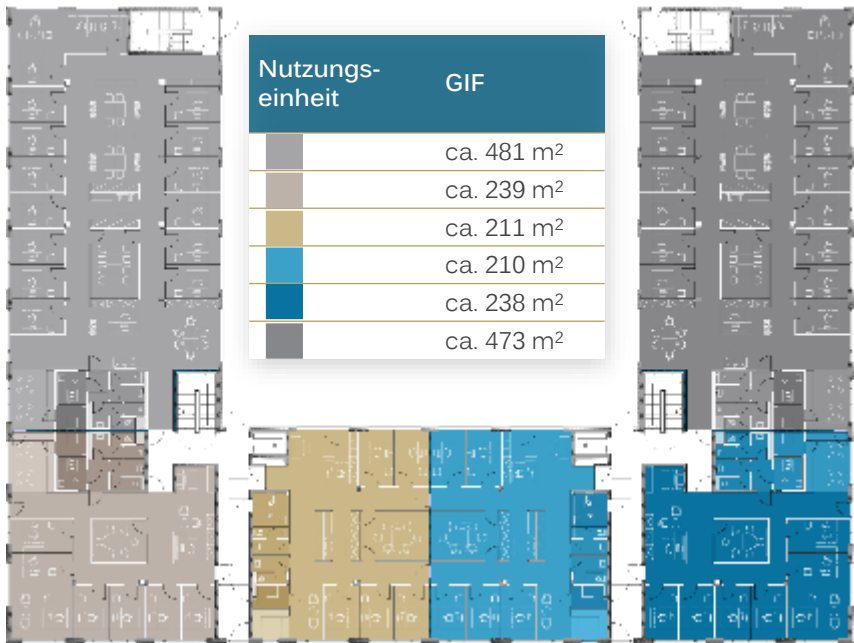 Nutzungs-
einheit GIF
ca. 481 m²
ca. 239 m²
ca. 211 m²
ca. 210 m²
ca. 238 m²
ca. 473 m²